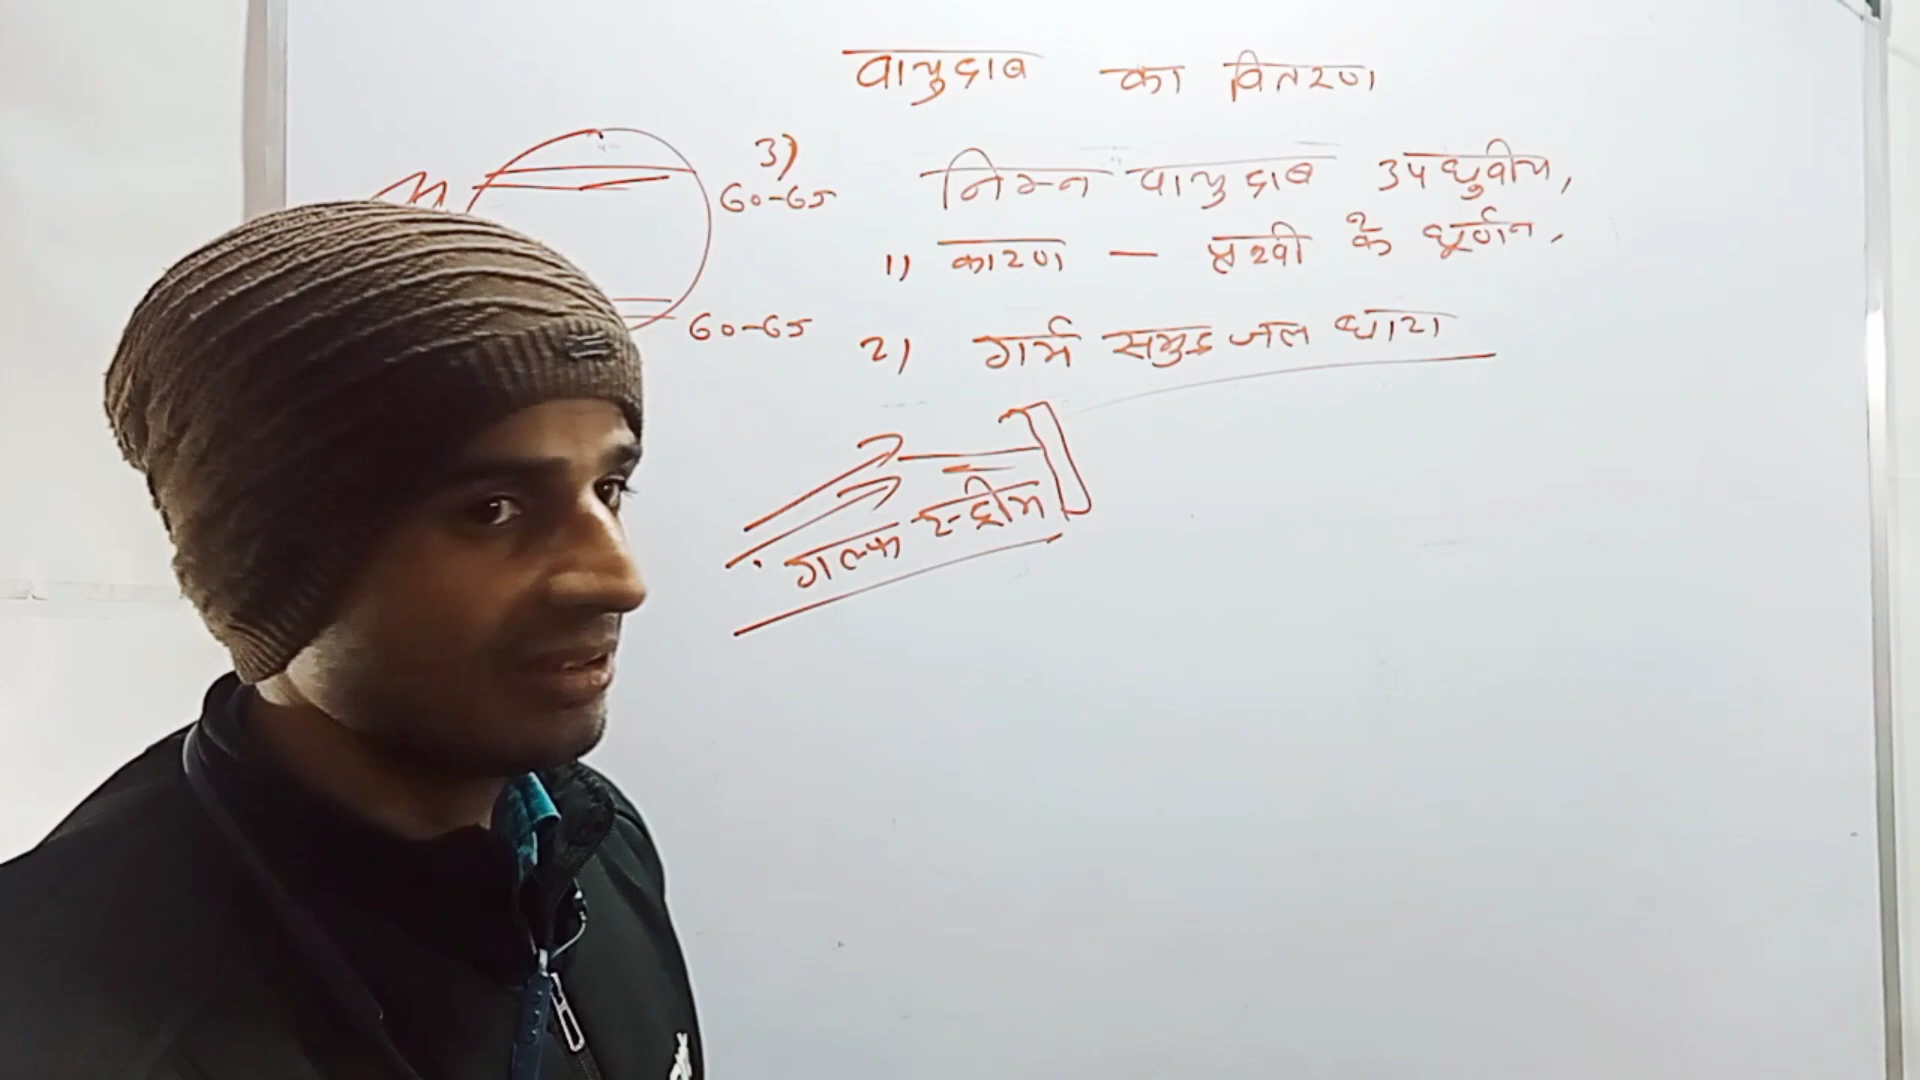 वायुदाब का वितरण
3)
60-65 निम्न वायुदाब उपध्रुवीय,
1) कारण - पृथ्वी के घूर्णन,
60-65
2) गर्म समुद्र जल धारा
गल्फ स्ट्रीम